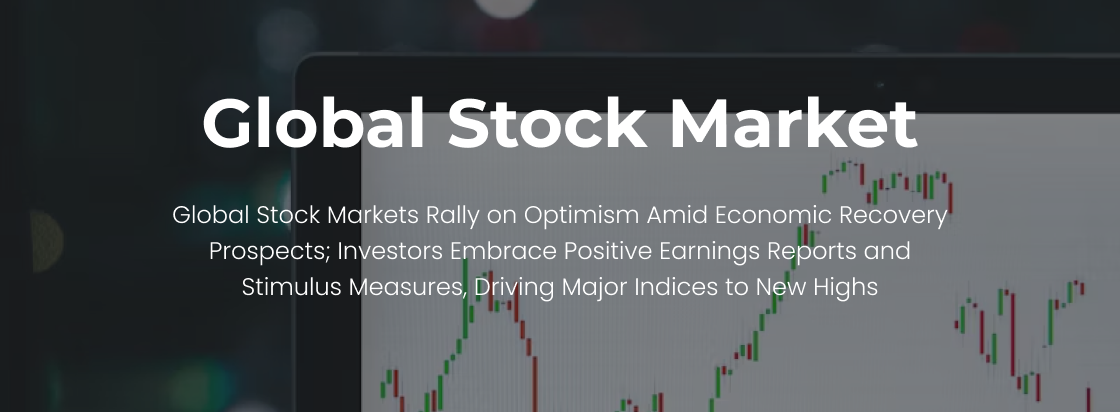 Global Stock Market
Global Stock Markets Rally on Optimism Amid Economic Recovery
Prospects; Investors Embrace Positive Earnings Reports and
Stimulus Measures, Driving Major Indices to New Highs